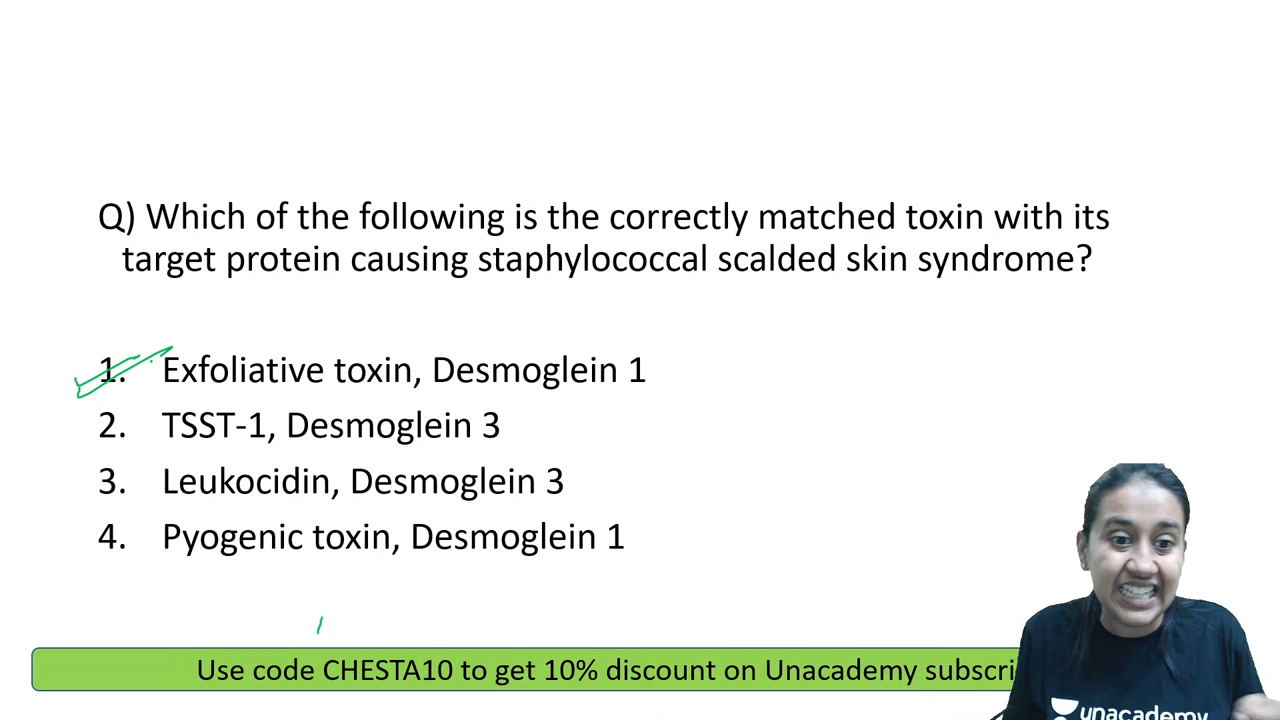 Q) Which of the following is the correctly matched toxin with its
target protein causing staphylococcal scalded skin syndrome?
1. Exfoliative toxin, Desmoglein 1
2. TSST-1, Desmoglein 3
3. Leukocidin, Desmoglein 3
4. Pyogenic toxin, Desmoglein 1
Use code CHESTA10 to get 10% discount on Unacademy subscri
unacademy